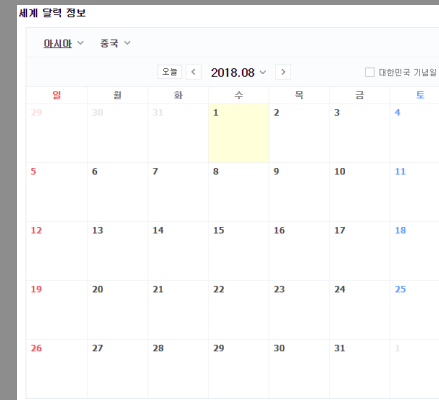 세계 달력 정보
아시아 중국
오늘 < 2018.08 > 대한민국 기념일
일 월 화 수 목 금 토
29 30 31 1 2 3 4
5 6 7 8 9 10 11
12 13 14 15 16 17 18
19 20 21 22 23 24 25
26 27 28 29 30 31 1